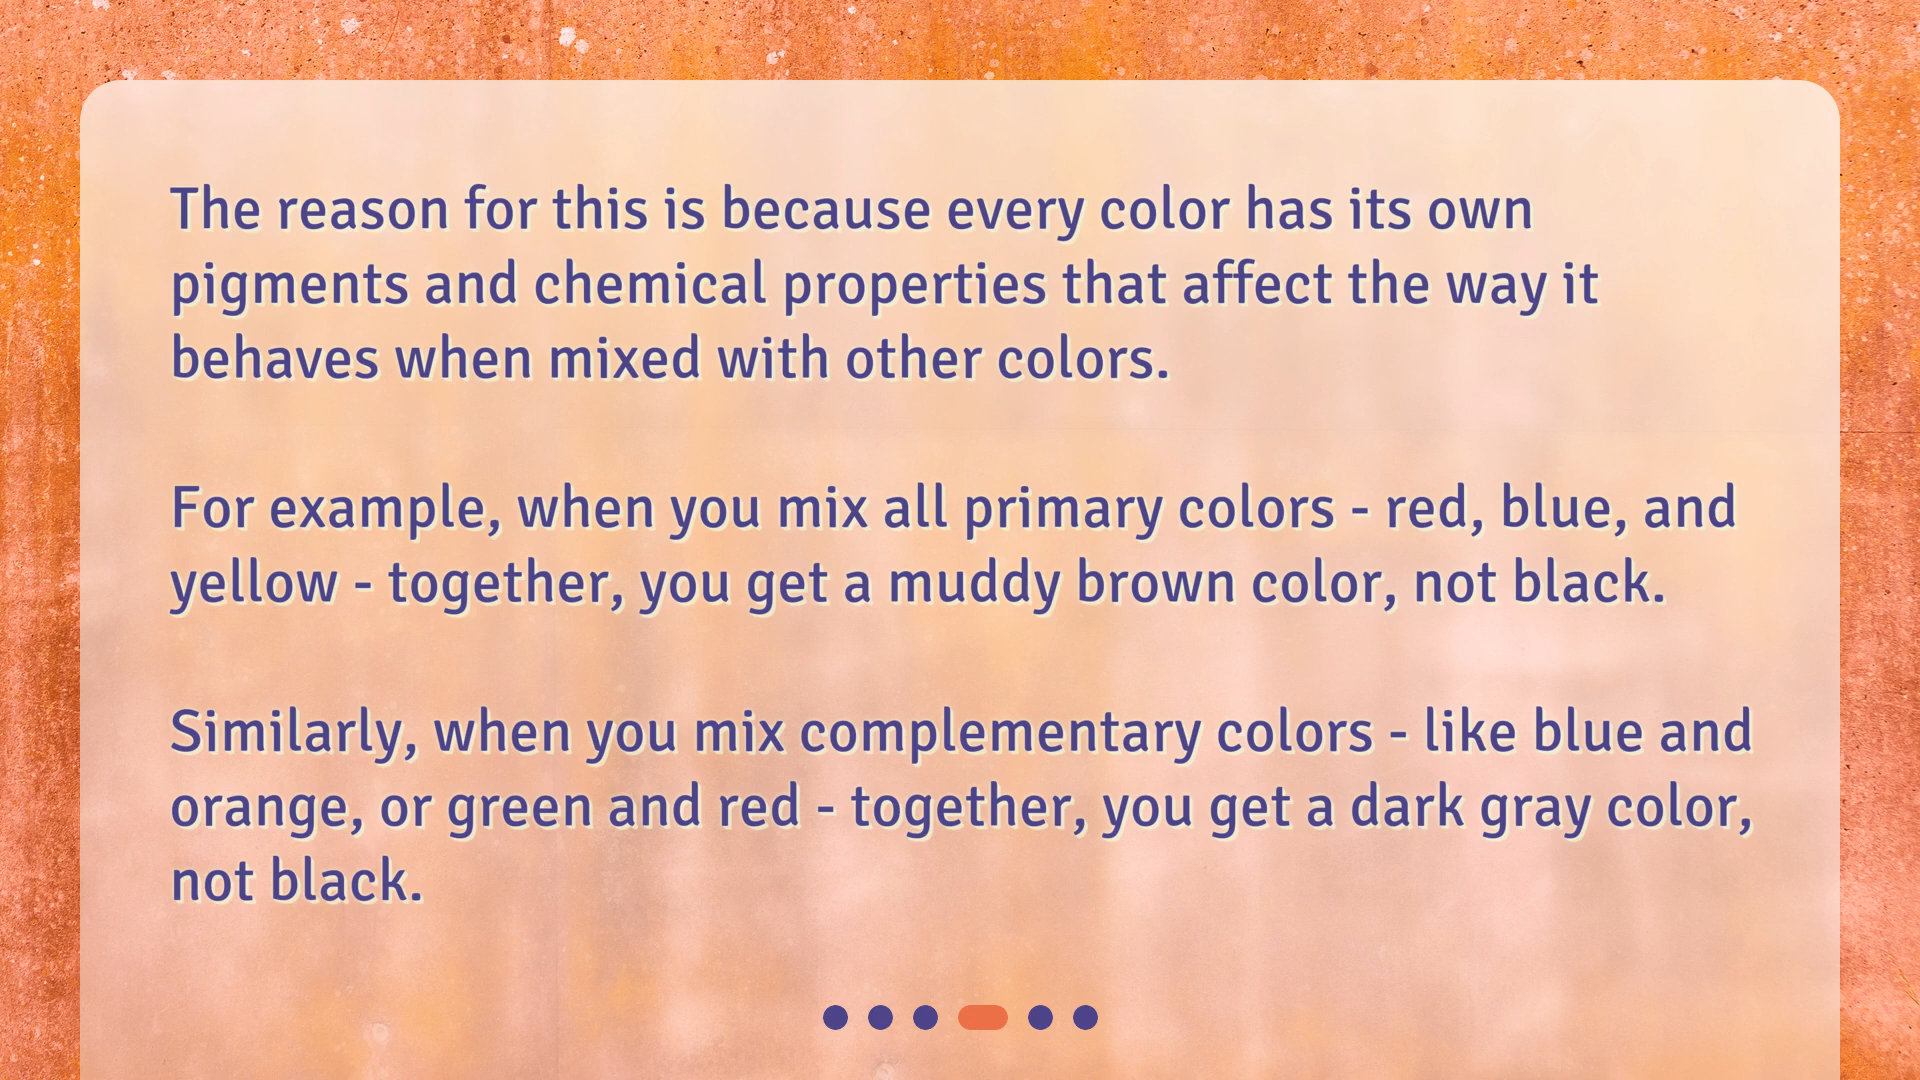 The reason for this is because every color has its own
pigments and chemical properties that affect the way it
behaves when mixed with other colors.
For example, when you mix all primary colors - red, blue, and
yellow - together, you get a muddy brown color, not black.
Similarly, when you mix complementary colors - like blue and
orange, or green and red - together, you get a dark gray color,
not black.